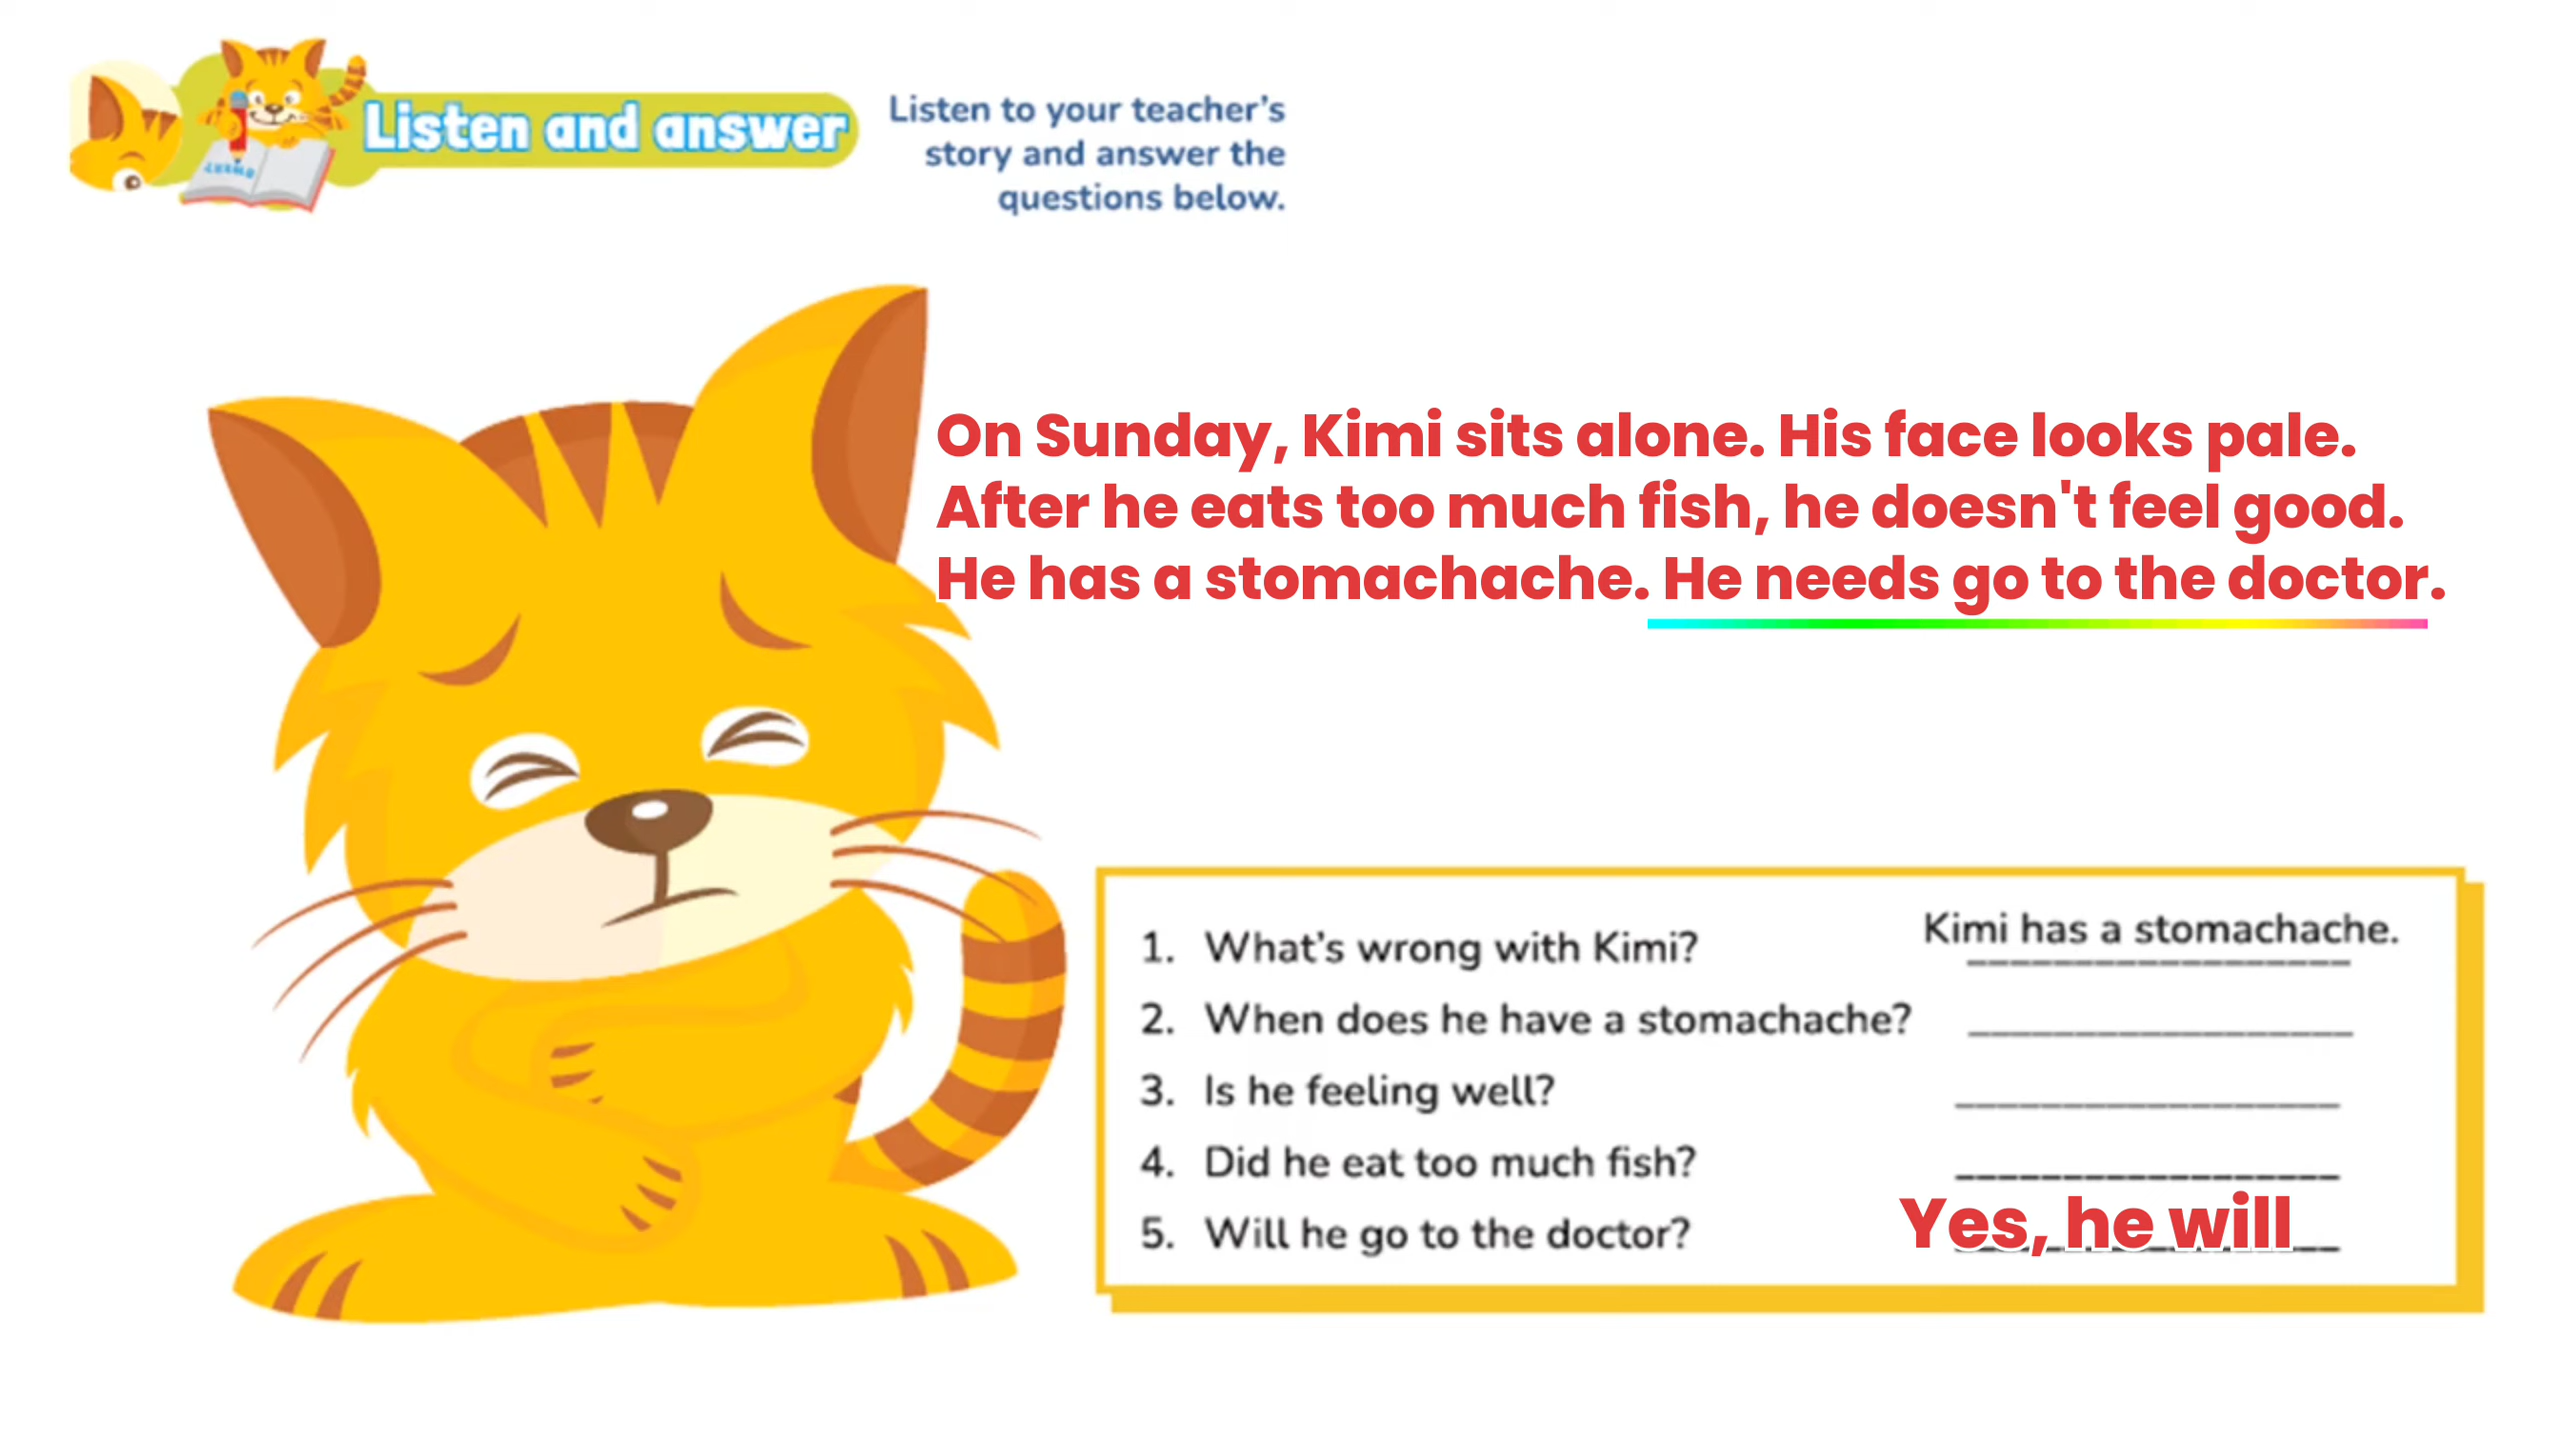 Listen and answer
Listen to your teacher’s
story and answer the
questions below.
On Sunday, Kimi sits alone. His face looks pale.
After he eats too much fish, he doesn't feel good.
He has a stomachache. He needs go to the doctor.
1. What’s wrong with Kimi? Kimi has a stomachache.
2. When does he have a stomachache?
3. Is he feeling well?
4. Did he eat too much fish?
5. Will he go to the doctor? Yes, he will